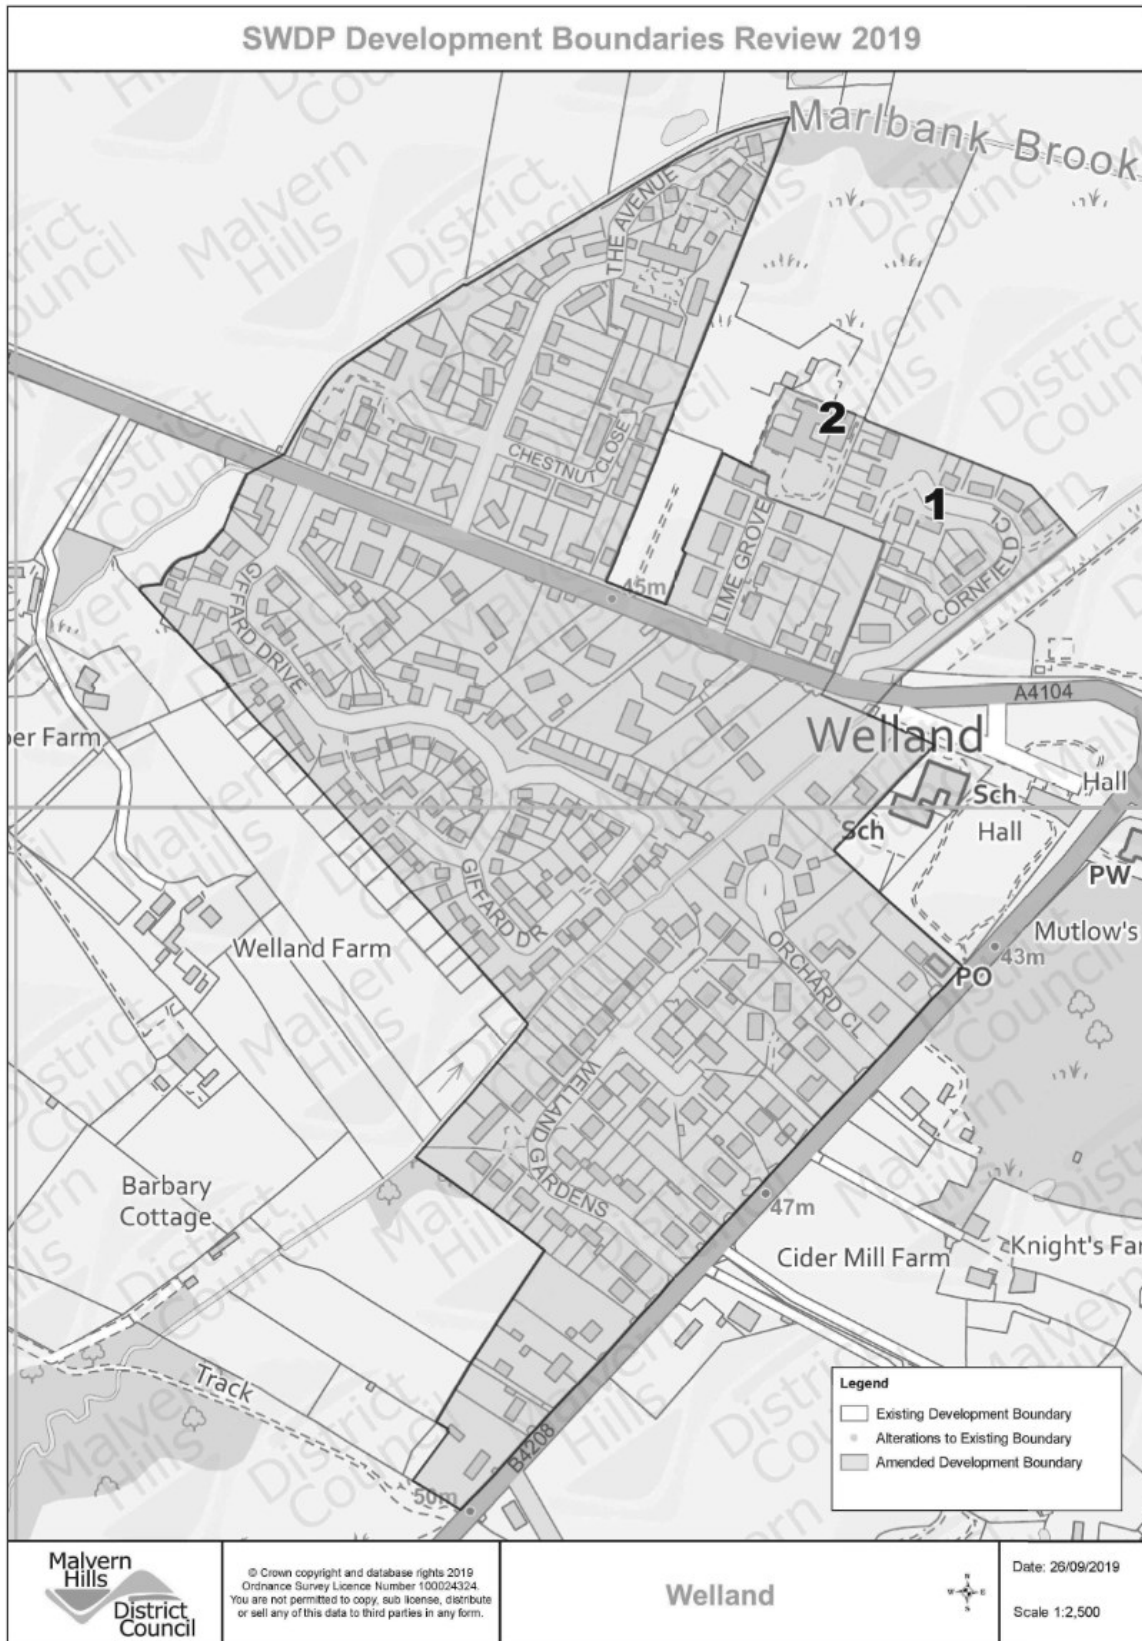 SWDP Development Boundaries Review 2019
Marlbank Brook
THE AVENUE
2
CHESTNUT CLOSE
1
LIME GROVE
CORNFIELD CL
45m
GIFFARD DRIVE
A4104
Welland
Hall
Sch
Sch
Hall
PW
Mutlow's
per Farm
GIFFARD DR
Welland Farm
ORCHARD CL
43m
PO
WELLAND GARDENS
Barbary
Cottage
47m
Cider Mill Farm
Knight's Far
Track
B4208
50m
Legend
Existing Development Boundary
Alterations to Existing Boundary
Amended Development Boundary
Malvern
Hills
District
Council
© Crown copyright and database rights 2019
Ordnance Survey Licence Number 100024324.
You are not permitted to copy, sub license, distribute
or sell any of this data to third parties in any form.
Welland
N
W E
S
Date: 26/09/2019
Scale 1:2,500